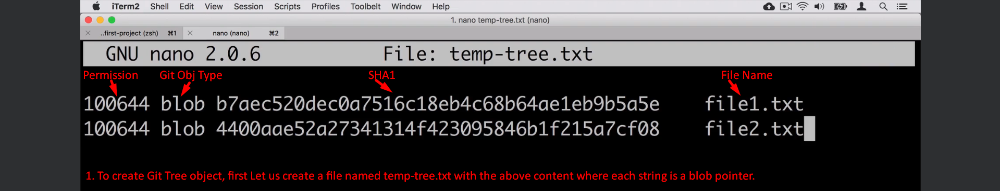 iTerm2 Shell Edit View Session Scripts Profiles Toolbelt Window Help
1. nano temp-tree.txt (nano)
..first-project (zsh) ⌘1 nano (nano) ⌘2
GNU nano 2.0.6 File: temp-tree.txt
Permission Git Obj Type SHA1 File Name
100644 blob b7aec520dec0a7516c18eb4c68b64ae1eb9b5a5e file1.txt
100644 blob 4400aae52a27341314f423095846b1f215a7cf08 file2.txt
1. To create Git Tree object, first Let us create a file named temp-tree.txt with the above content where each string is a blob pointer.